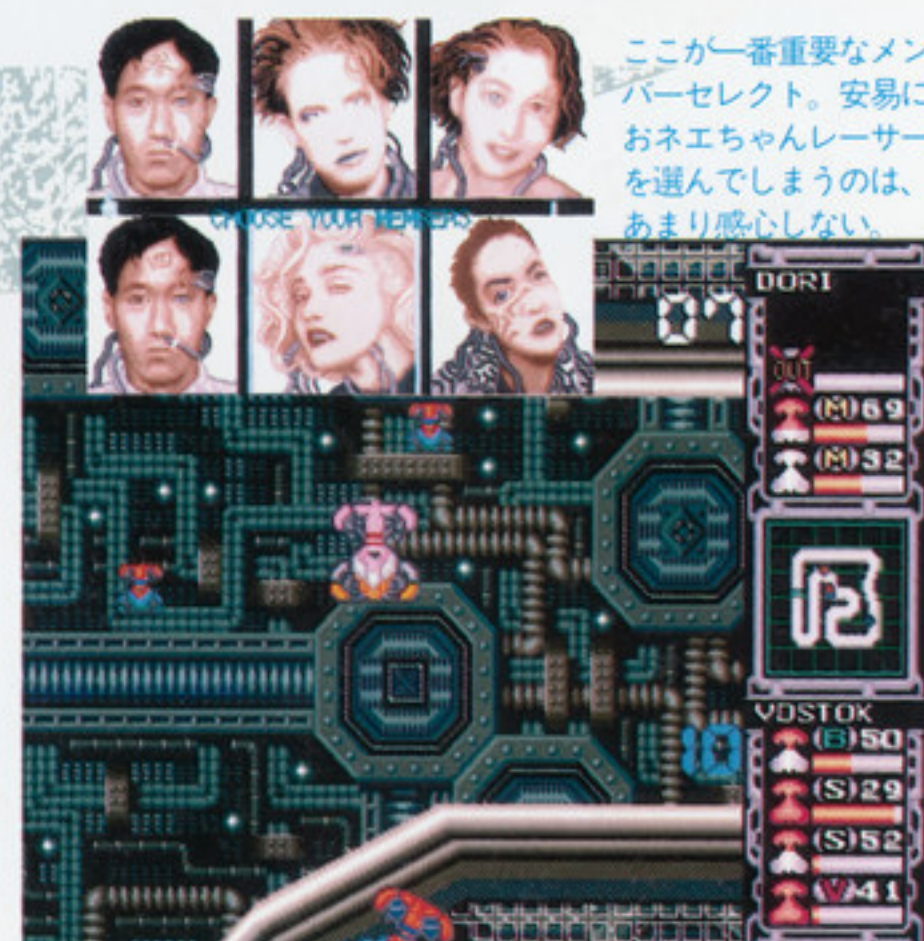 ここが一番重要なメン
バーセレクト。安易に
おネエちゃんレーサー
を選んでしまうのは、
あまり感心しない。
CHOOSE YOUR MEMBERS
07
DORI
OUT
(M)69
(M)32
10
VOSTOK
(B)50
(S)29
(S)52
(V)41